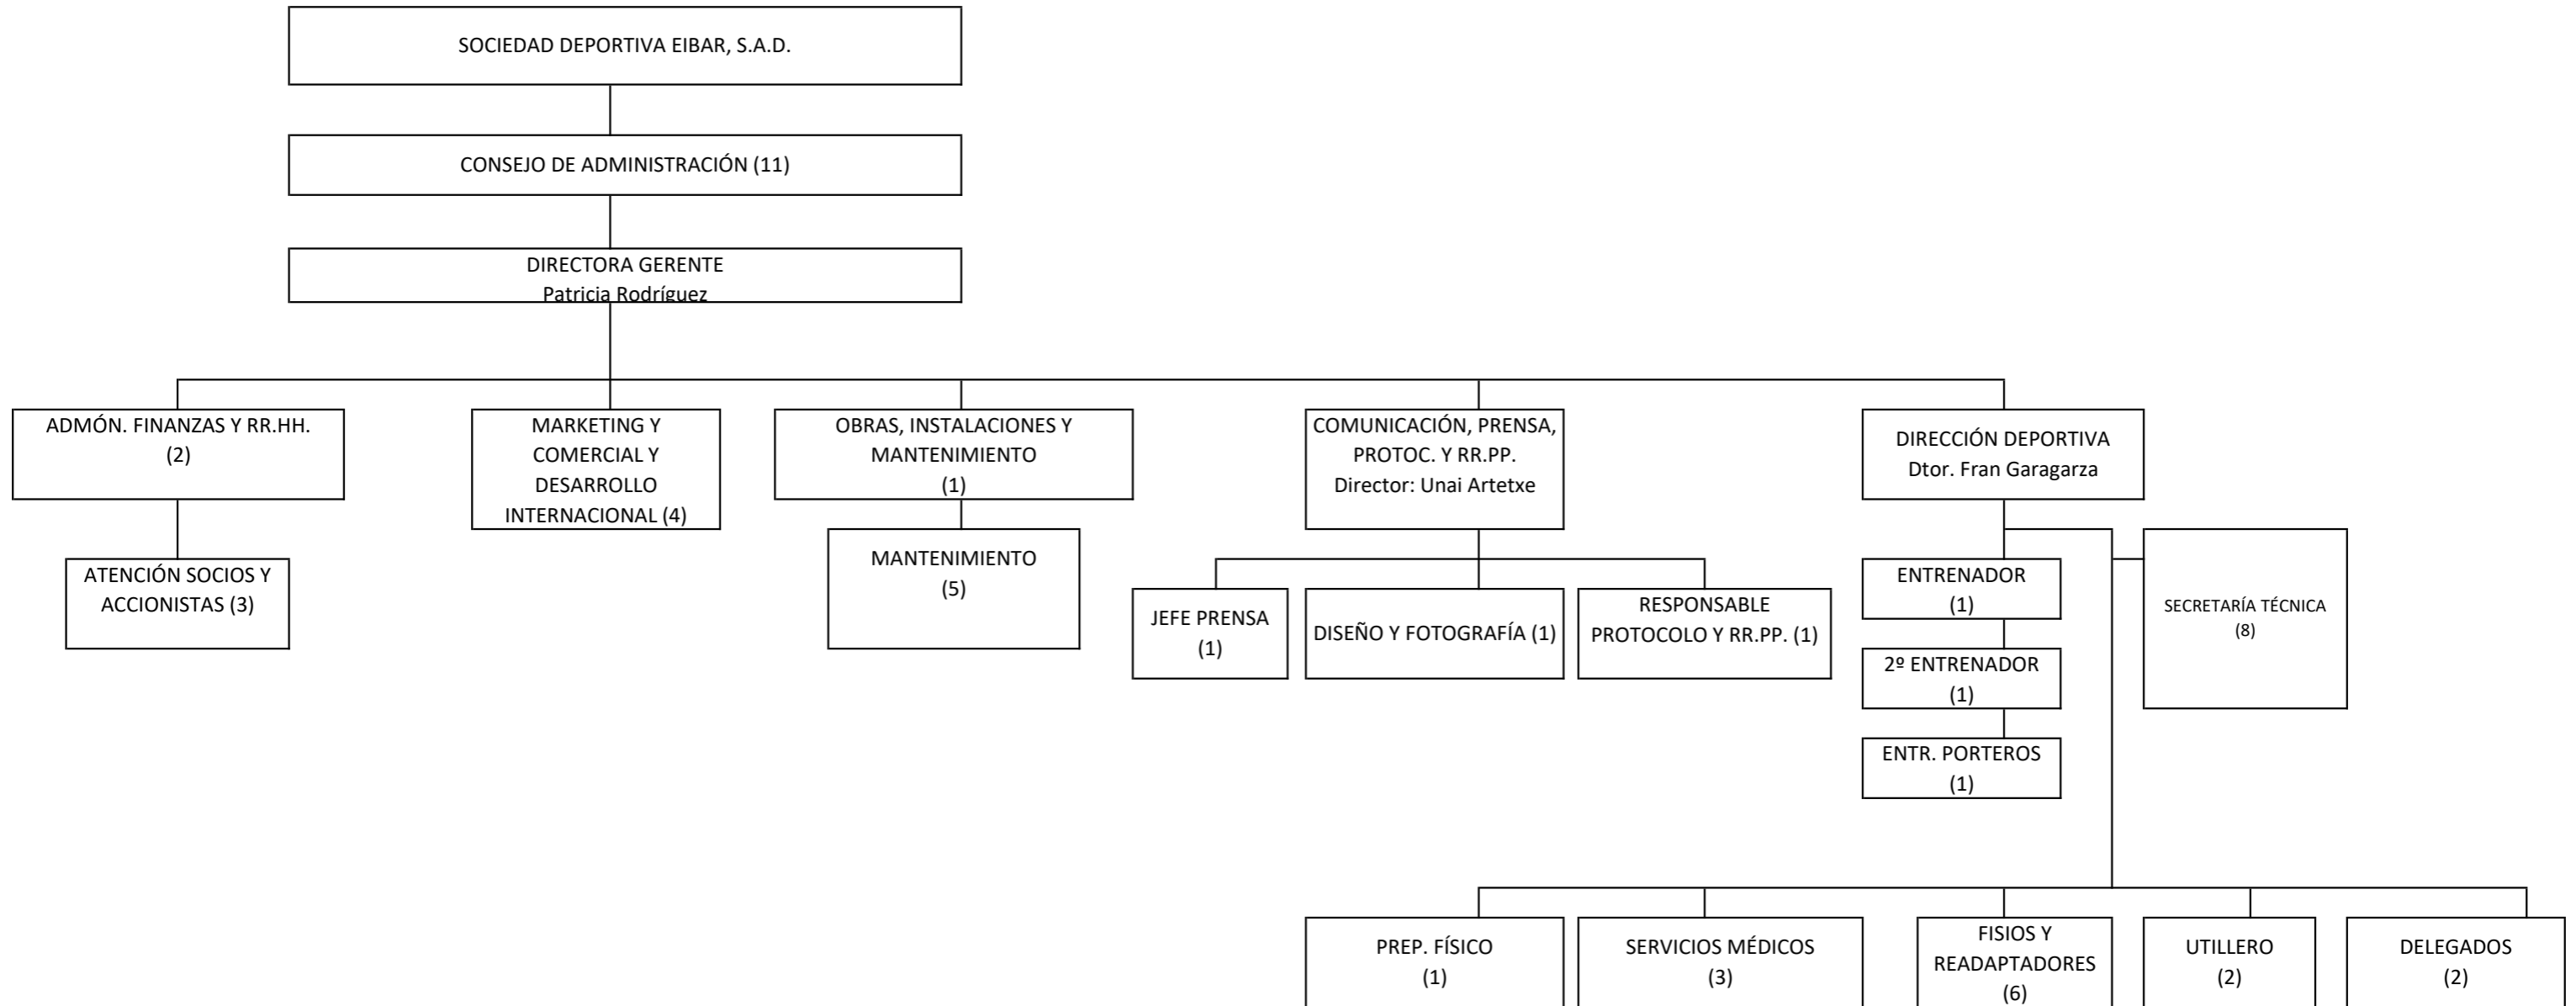 SOCIEDAD DEPORTIVA EIBAR, S.A.D.
CONSEJO DE ADMINISTRACIÓN (11)
DIRECTORA GERENTE
Patricia Rodríguez
ADMÓN. FINANZAS Y RR.HH.
(2)
MARKETING Y
COMERCIAL Y
DESARROLLO
INTERNACIONAL (4)
OBRAS, INSTALACIONES Y
MANTENIMIENTO
(1)
COMUNICACIÓN, PRENSA,
PROTOC. Y RR.PP.
Director: Unai Artetxe
DIRECCIÓN DEPORTIVA
Dtor. Fran Garagarza
ATENCIÓN SOCIOS Y
ACCIONISTAS (3)
MANTENIMIENTO
(5)
JEFE PRENSA
(1)
DISEÑO Y FOTOGRAFÍA (1)
RESPONSABLE
PROTOCOLO Y RR.PP. (1)
ENTRENADOR
(1)
SECRETARÍA TÉCNICA
(8)
2º ENTRENADOR
(1)
ENTR. PORTEROS
(1)
PREP. FÍSICO
(1)
SERVICIOS MÉDICOS
(3)
FISIOS Y
READAPTADORES
(6)
UTILLERO
(2)
DELEGADOS
(2)